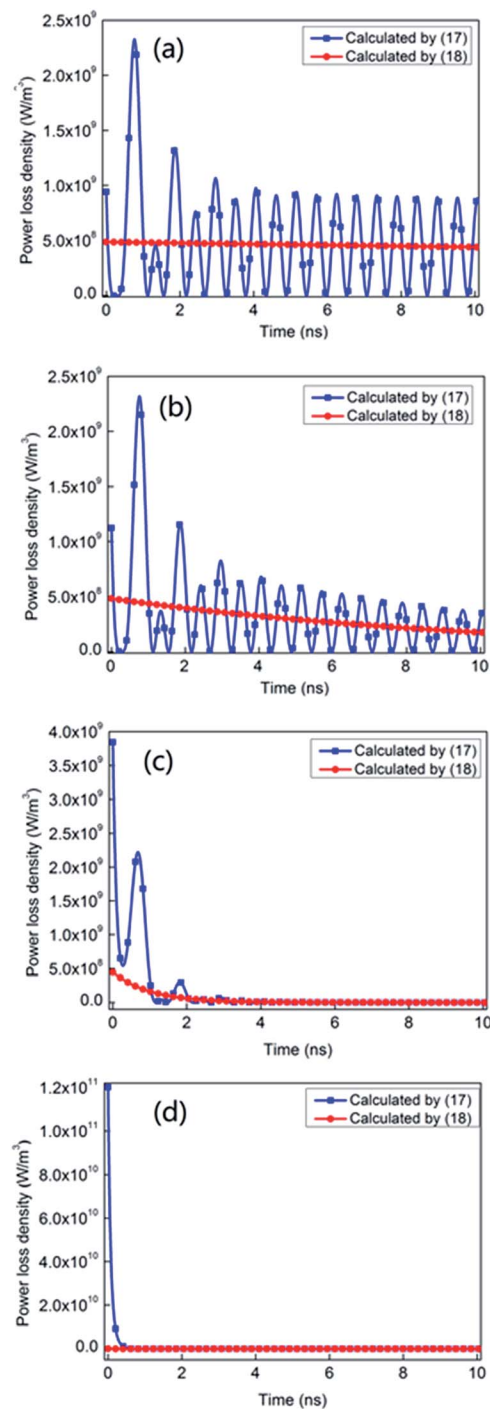 (a)
Calculated by (17)
Calculated by (18)
Power loss density (W/m³)
2.5x10⁹
2.0x10⁹
1.5x10⁹
1.0x10⁹
5.0x10⁸
0.0
0 2 4 6 8 10
Time (ns)
(b)
Calculated by (17)
Calculated by (18)
Power loss density (W/m³)
2.5x10⁹
2.0x10⁹
1.5x10⁹
1.0x10⁹
5.0x10⁸
0.0
0 2 4 6 8 10
Time (ns)
(c)
Calculated by (17)
Calculated by (18)
Power loss density (W/m³)
4.0x10⁹
3.5x10⁹
3.0x10⁹
2.5x10⁹
2.0x10⁹
1.5x10⁹
1.0x10⁹
5.0x10⁸
0.0
0 2 4 6 8 10
Time (ns)
(d)
Calculated by (17)
Calculated by (18)
Power loss density (W/m³)
1.2x10¹¹
1.0x10¹¹
8.0x10¹⁰
6.0x10¹⁰
4.0x10¹⁰
2.0x10¹⁰
0.0
0 2 4 6 8 10
Time (ns)